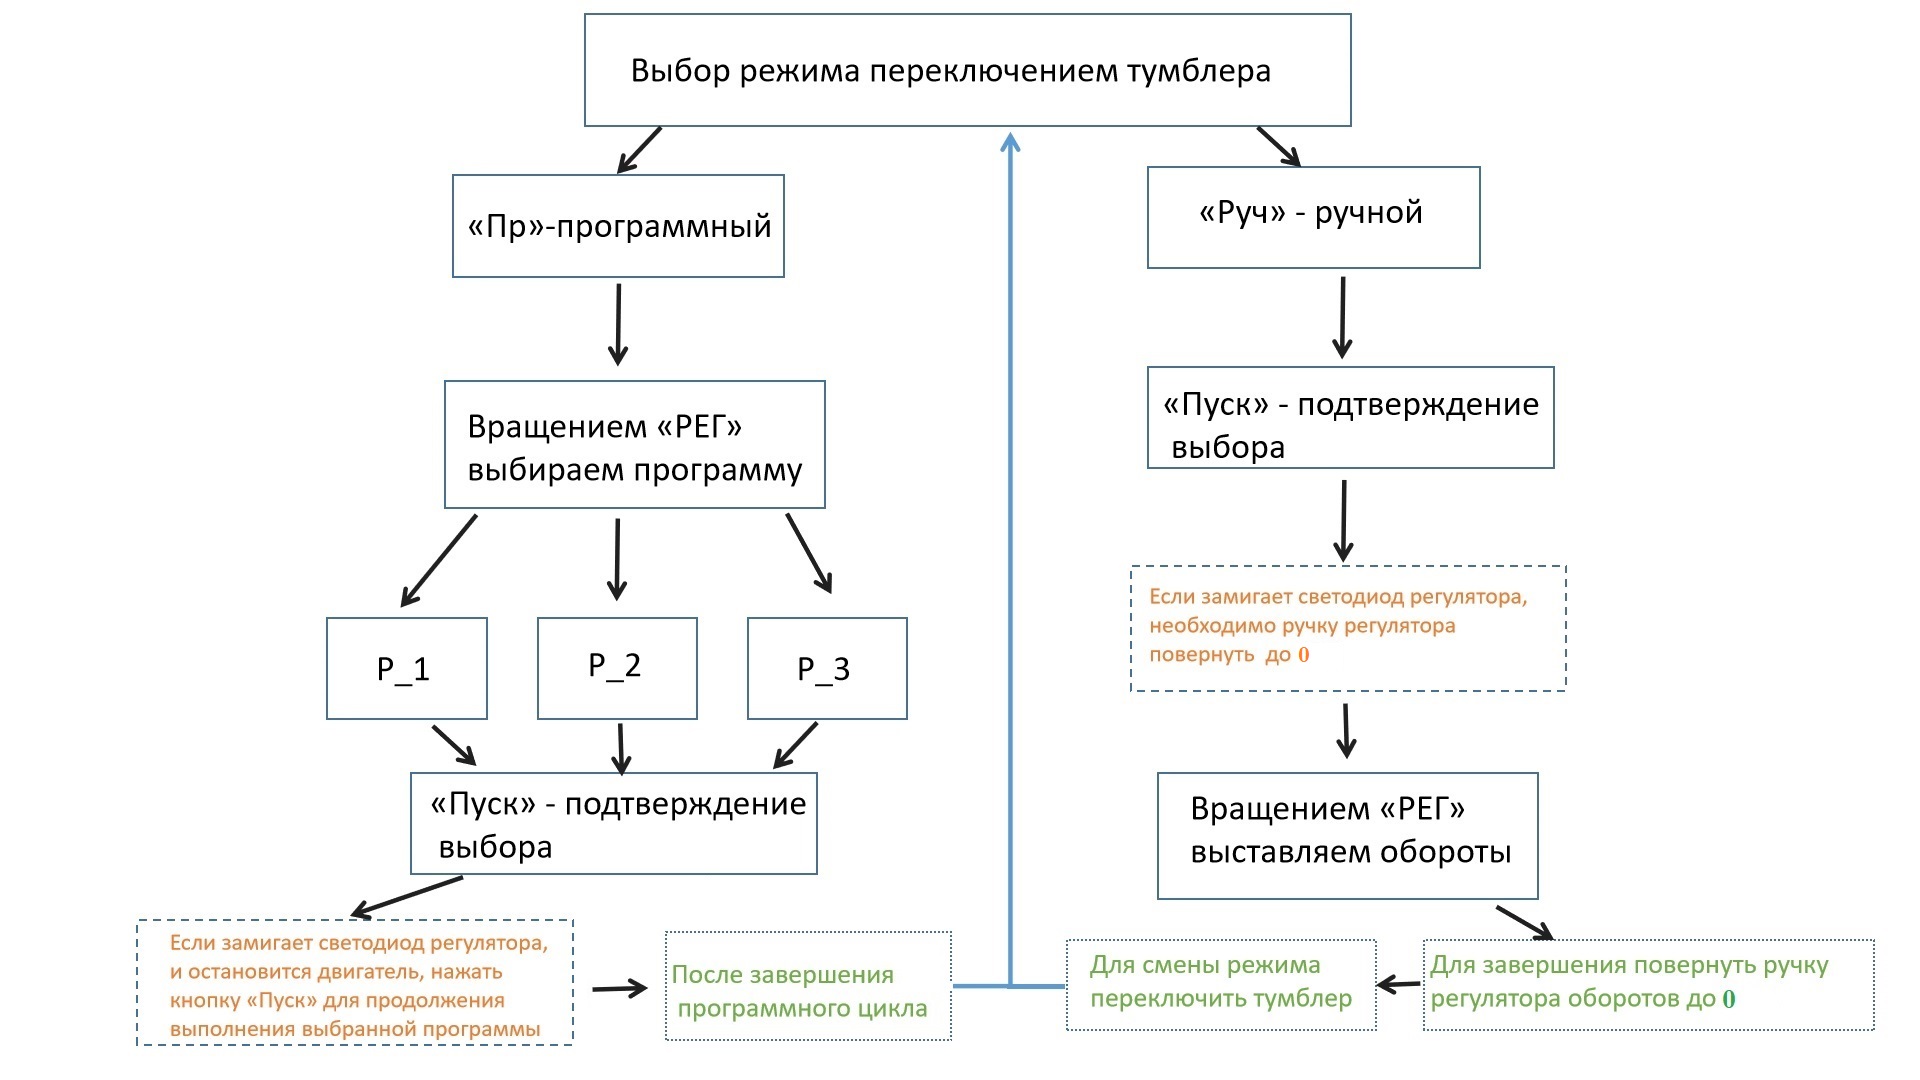 Выбор режима переключением тумблера
«Пр»-программный
«Руч» - ручной
Вращением «РЕГ»
выбираем программу
«Пуск» - подтверждение
выбора
Р_1
Р_2
Р_3
Если замигает светодиод регулятора,
необходимо ручку регулятора
повернуть до 0
«Пуск» - подтверждение
выбора
Вращением «РЕГ»
выставляем обороты
Если замигает светодиод регулятора,
и остановится двигатель, нажать
кнопку «Пуск» для продолжения
выполнения выбранной программы
После завершения
программного цикла
Для смены режима
переключить тумблер
Для завершения повернуть ручку
регулятора оборотов до 0